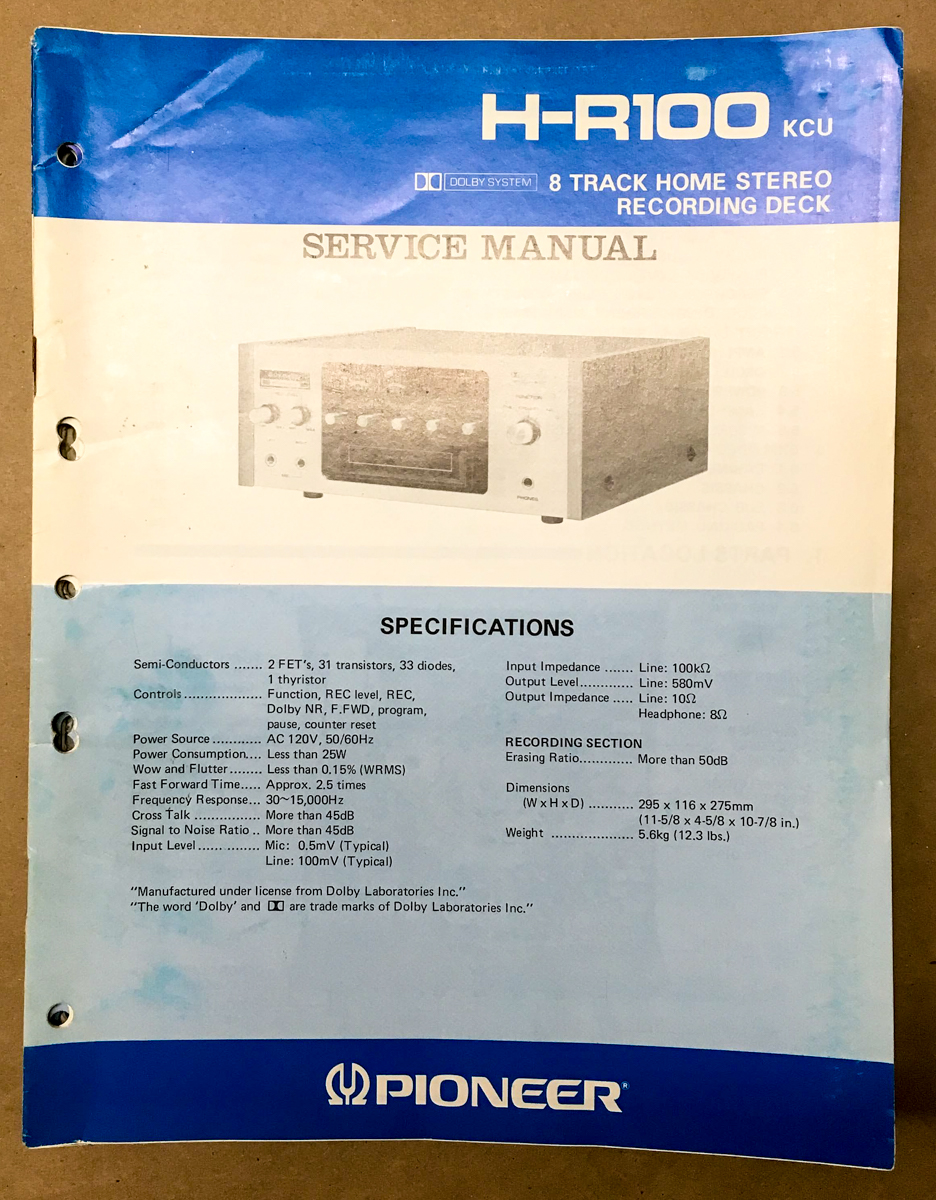 H-R100 KCU
DOLBY SYSTEM 8 TRACK HOME STEREO
RECORDING DECK
SERVICE MANUAL
PHONES
SPECIFICATIONS
Semi-Conductors ....... 2 FET's, 31 transistors, 33 diodes,
1 thyristor
Controls ................... Function, REC level, REC,
Dolby NR, F.FWD, program,
pause, counter reset
Power Source ............ AC 120V, 50/60Hz
Power Consumption.... Less than 25W
Wow and Flutter........ Less than 0.15% (WRMS)
Fast Forward Time..... Approx. 2.5 times
Frequency Response... 30~15,000Hz
Cross Talk ................ More than 45dB
Signal to Noise Ratio .. More than 45dB
Input Level............... Mic: 0.5mV (Typical)
Line: 100mV (Typical)
Input Impedance ....... Line: 100kΩ
Output Level............. Line: 580mV
Output Impedance ..... Line: 10Ω
Headphone: 8Ω
RECORDING SECTION
Erasing Ratio............. More than 50dB
Dimensions
(W x H x D) ........... 295 x 116 x 275mm
(11-5/8 x 4-5/8 x 10-7/8 in.)
Weight .................... 5.6kg (12.3 lbs.)
"Manufactured under license from Dolby Laboratories Inc."
"The word 'Dolby' and are trade marks of Dolby Laboratories Inc."
PIONEER®